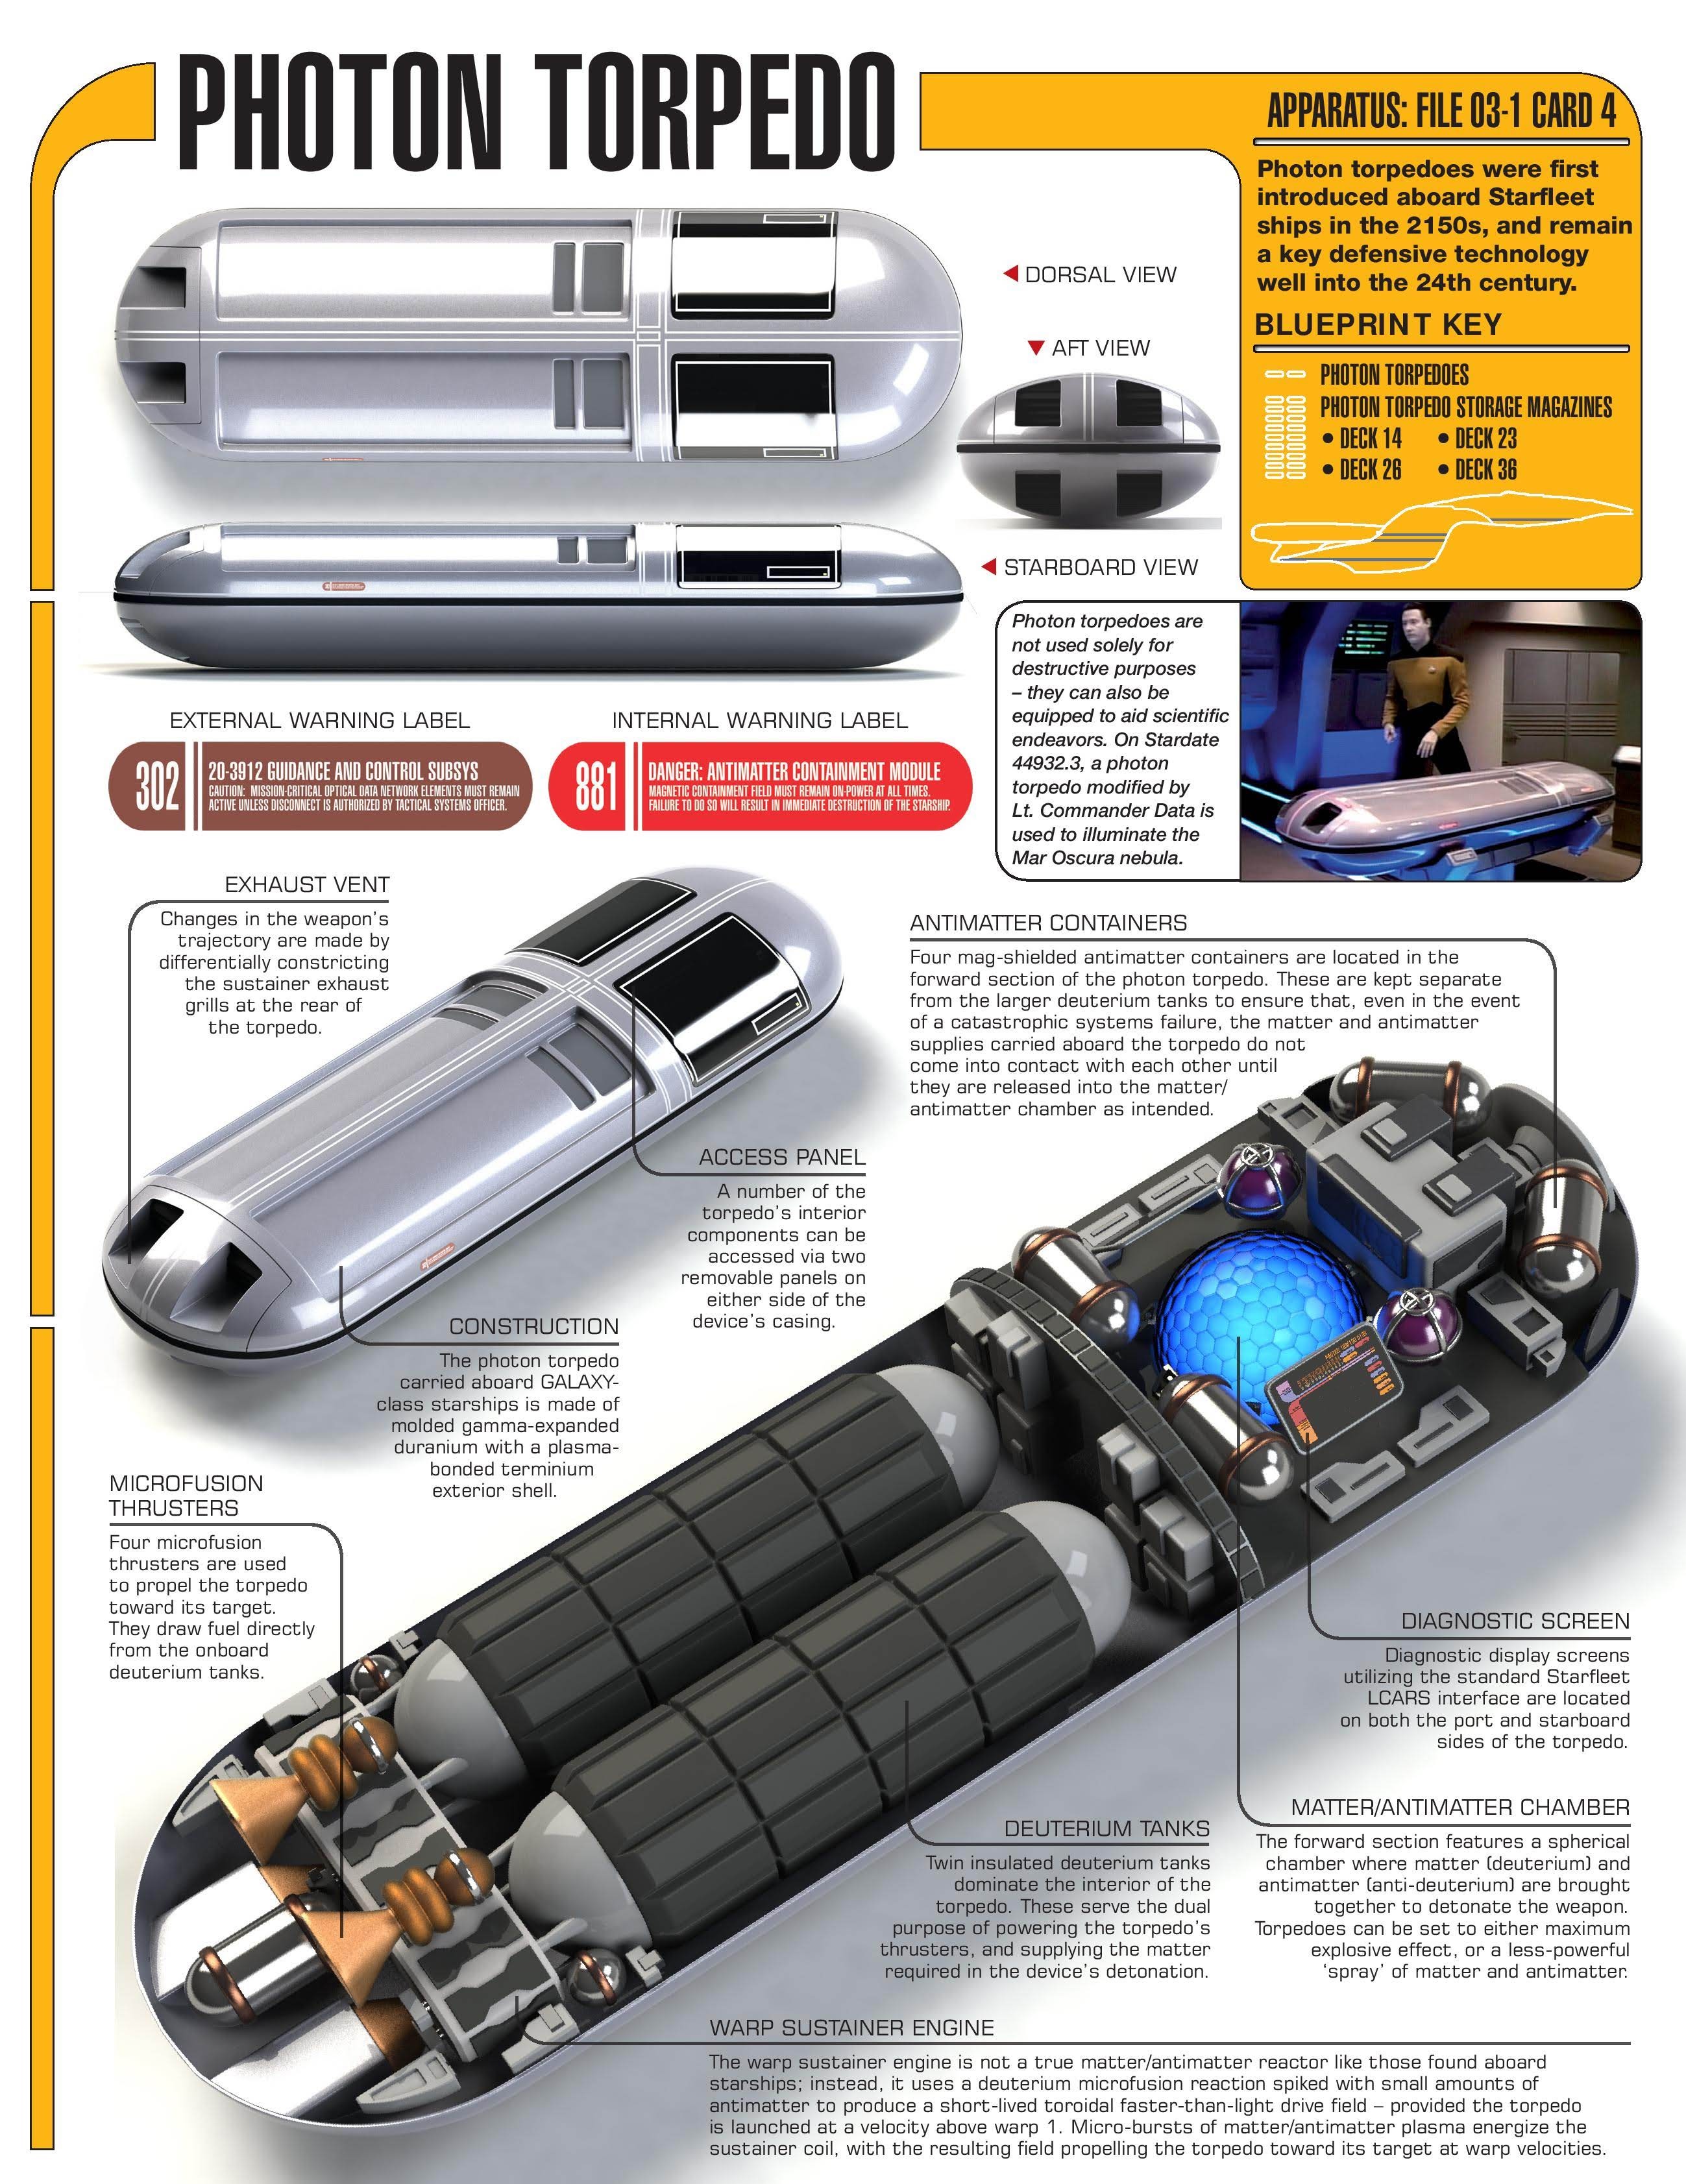 PHOTON TORPEDO
APPARATUS: FILE 03-1 CARD 4
Photon torpedoes were first
introduced aboard Starfleet
ships in the 2150s, and remain
a key defensive technology
well into the 24th century.
BLUEPRINT KEY
PHOTON TORPEDOES
PHOTON TORPEDO STORAGE MAGAZINES
• DECK 14 • DECK 23
• DECK 26 • DECK 36
DORSAL VIEW
AFT VIEW
STARBOARD VIEW
Photon torpedoes are
not used solely for
destructive purposes
– they can also be
equipped to aid scientific
endeavors. On Stardate
44932.3, a photon
torpedo modified by
Lt. Commander Data is
used to illuminate the
Mar Oscura nebula.
EXTERNAL WARNING LABEL
302
20-3912 GUIDANCE AND CONTROL SUBSYS
CAUTION: MISSION-CRITICAL OPTICAL DATA NETWORK ELEMENTS MUST REMAIN
ACTIVE UNLESS DISCONNECT IS AUTHORIZED BY TACTICAL SYSTEMS OFFICER.
INTERNAL WARNING LABEL
881
DANGER: ANTIMATTER CONTAINMENT MODULE
MAGNETIC CONTAINMENT FIELD MUST REMAIN ON-POWER AT ALL TIMES.
FAILURE TO DO SO WILL RESULT IN IMMEDIATE DESTRUCTION OF THE STARSHIP.
EXHAUST VENT
Changes in the weapon's
trajectory are made by
differentially constricting
the sustainer exhaust
grills at the rear of
the torpedo.
ANTIMATTER CONTAINERS
Four mag-shielded antimatter containers are located in the
forward section of the photon torpedo. These are kept separate
from the larger deuterium tanks to ensure that, even in the event
of a catastrophic systems failure, the matter and antimatter
supplies carried aboard the torpedo do not
come into contact with each other until
they are released into the matter/
antimatter chamber as intended.
ACCESS PANEL
A number of the
torpedo's interior
components can be
accessed via two
removable panels on
either side of the
device's casing.
CONSTRUCTION
The photon torpedo
carried aboard GALAXY-
class starships is made of
molded gamma-expanded
duranium with a plasma-
bonded terminium
exterior shell.
MICROFUSION
THRUSTERS
Four microfusion
thrusters are used
to propel the torpedo
toward its target.
They draw fuel directly
from the onboard
deuterium tanks.
DIAGNOSTIC SCREEN
Diagnostic display screens
utilizing the standard Starfleet
LCARS interface are located
on both the port and starboard
sides of the torpedo.
DEUTERIUM TANKS
Twin insulated deuterium tanks
dominate the interior of the
torpedo. These serve the dual
purpose of powering the torpedo's
thrusters, and supplying the matter
required in the device's detonation.
MATTER/ANTIMATTER CHAMBER
The forward section features a spherical
chamber where matter (deuterium) and
antimatter (anti-deuterium) are brought
together to detonate the weapon.
Torpedoes can be set to either maximum
explosive effect, or a less-powerful
'spray' of matter and antimatter.
WARP SUSTAINER ENGINE
The warp sustainer engine is not a true matter/antimatter reactor like those found aboard
starships; instead, it uses a deuterium microfusion reaction spiked with small amounts of
antimatter to produce a short-lived toroidal faster-than-light drive field – provided the torpedo
is launched at a velocity above warp 1. Micro-bursts of matter/antimatter plasma energize the
sustainer coil, with the resulting field propelling the torpedo toward its target at warp velocities.